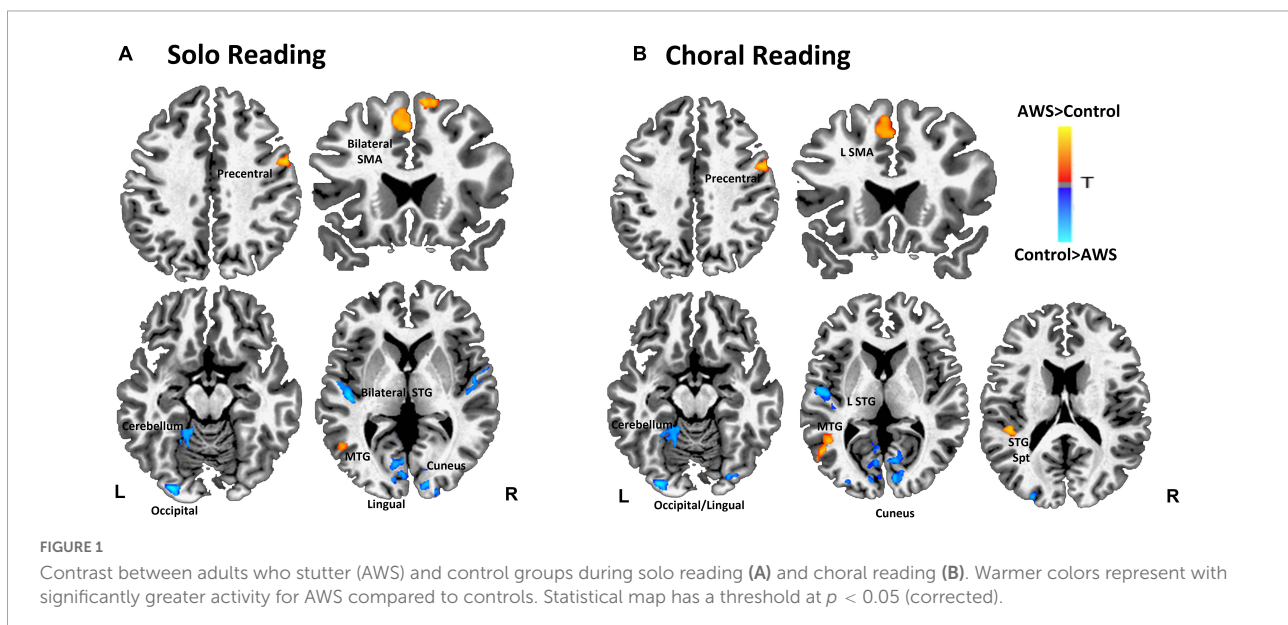 A Solo Reading
B Choral Reading
Bilateral
SMA
Precentral
L SMA
Precentral
AWS>Control
T
Control>AWS
Bilateral STG
Cerebellum
MTG
Cuneus
L
R
Occipital
Lingual
L STG
Cerebellum
MTG
STG
Spt
L
R
Occipital/Lingual
Cuneus
FIGURE 1
Contrast between adults who stutter (AWS) and control groups during solo reading (A) and choral reading (B). Warmer colors represent with
significantly greater activity for AWS compared to controls. Statistical map has a threshold at p < 0.05 (corrected).